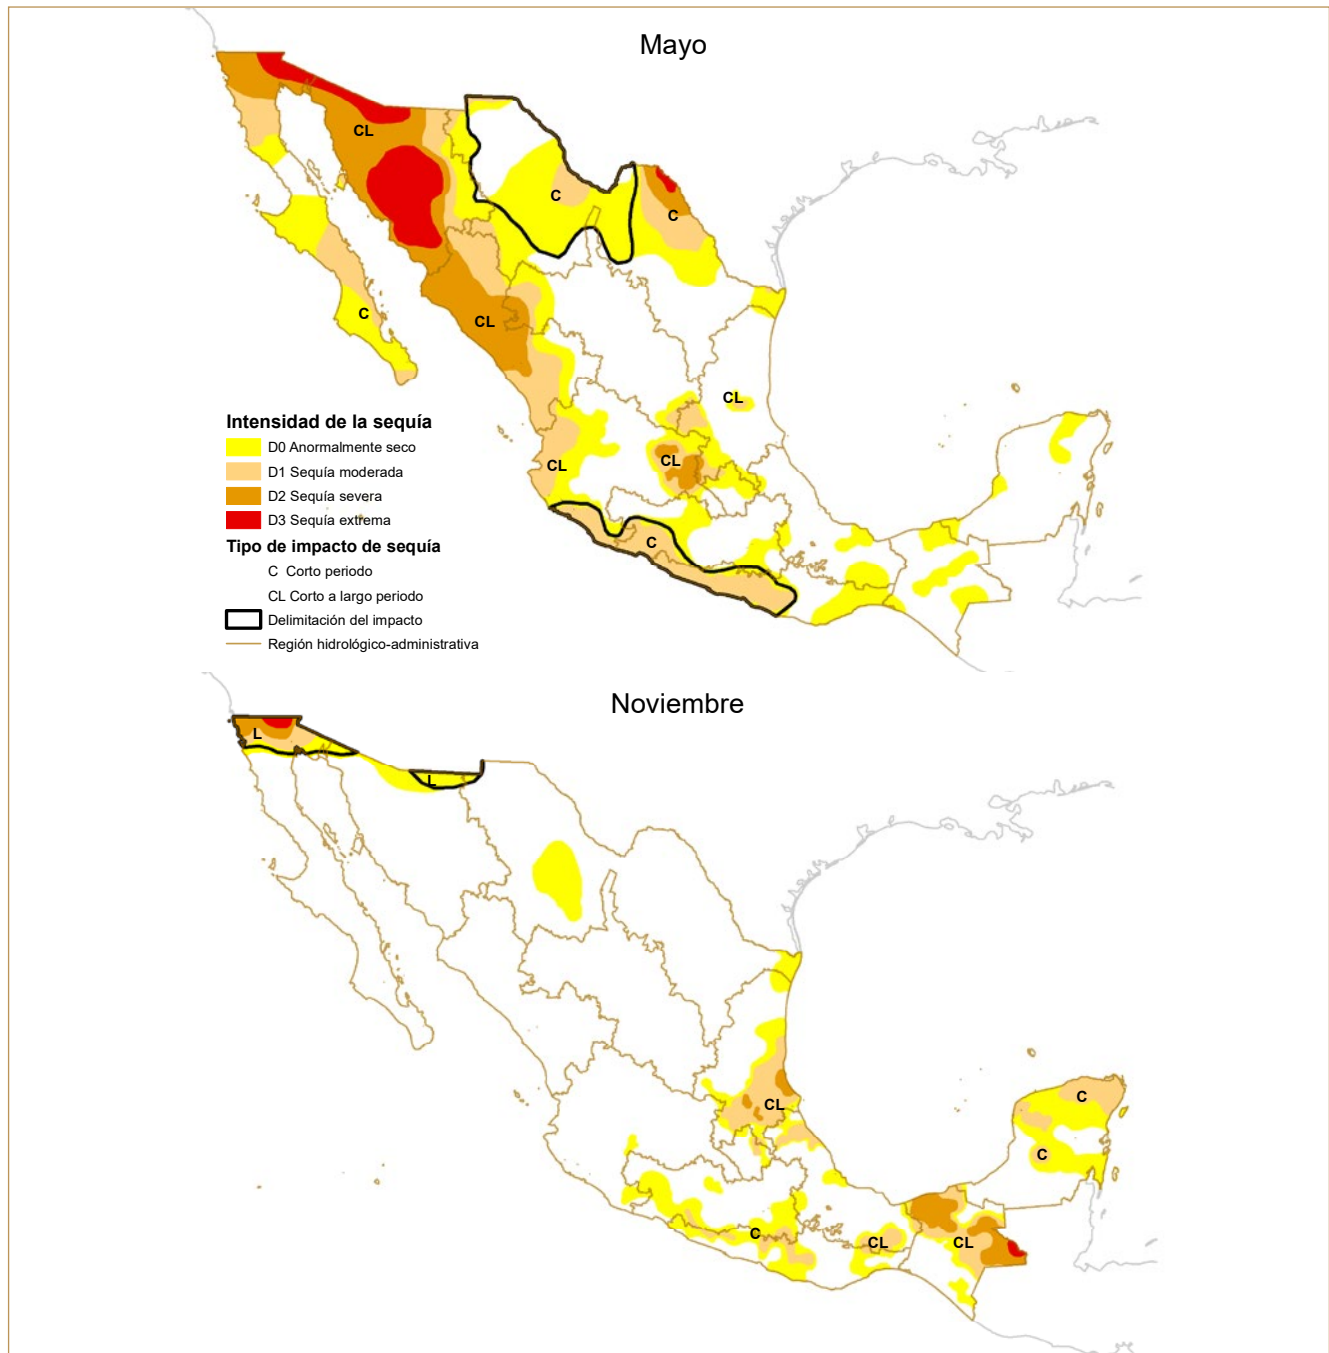 Mayo
CL
C
C
CL
C
CL
CL
CL
C
Intensidad de la sequía
D0 Anormalmente seco
D1 Sequía moderada
D2 Sequía severa
D3 Sequía extrema
Tipo de impacto de sequía
C Corto periodo
CL Corto a largo periodo
Delimitación del impacto
Región hidrológico-administrativa
Noviembre
L
L
CL
C
C
C
CL
CL